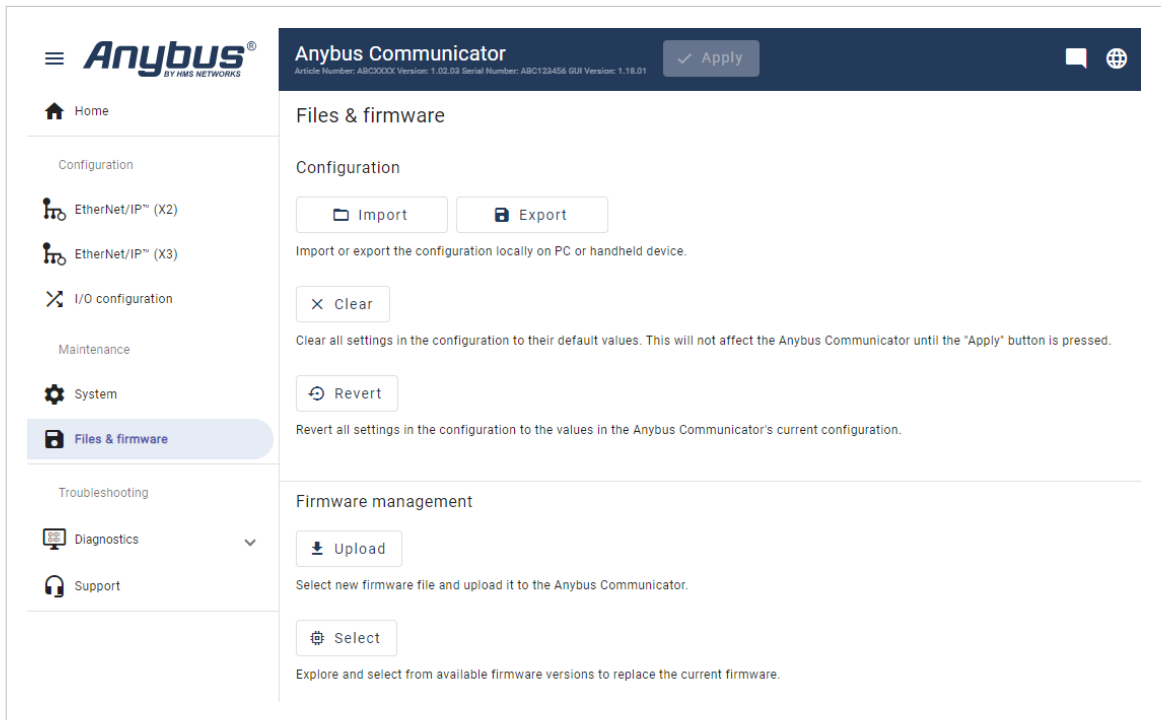 Anybus®
BY HMS NETWORKS
Anybus Communicator
Article Number: ABCXXXX Version: 1.02.03 Serial Number: ABC123456 GUI Version: 1.18.01
Apply
Home
Configuration
EtherNet/IP™ (X2)
EtherNet/IP™ (X3)
I/O configuration
Maintenance
System
Files & firmware
Troubleshooting
Diagnostics
Support
Files & firmware
Configuration
Import
Export
Import or export the configuration locally on PC or handheld device.
Clear
Clear all settings in the configuration to their default values. This will not affect the Anybus Communicator until the "Apply" button is pressed.
Revert
Revert all settings in the configuration to the values in the Anybus Communicator's current configuration.
Firmware management
Upload
Select new firmware file and upload it to the Anybus Communicator.
Select
Explore and select from available firmware versions to replace the current firmware.